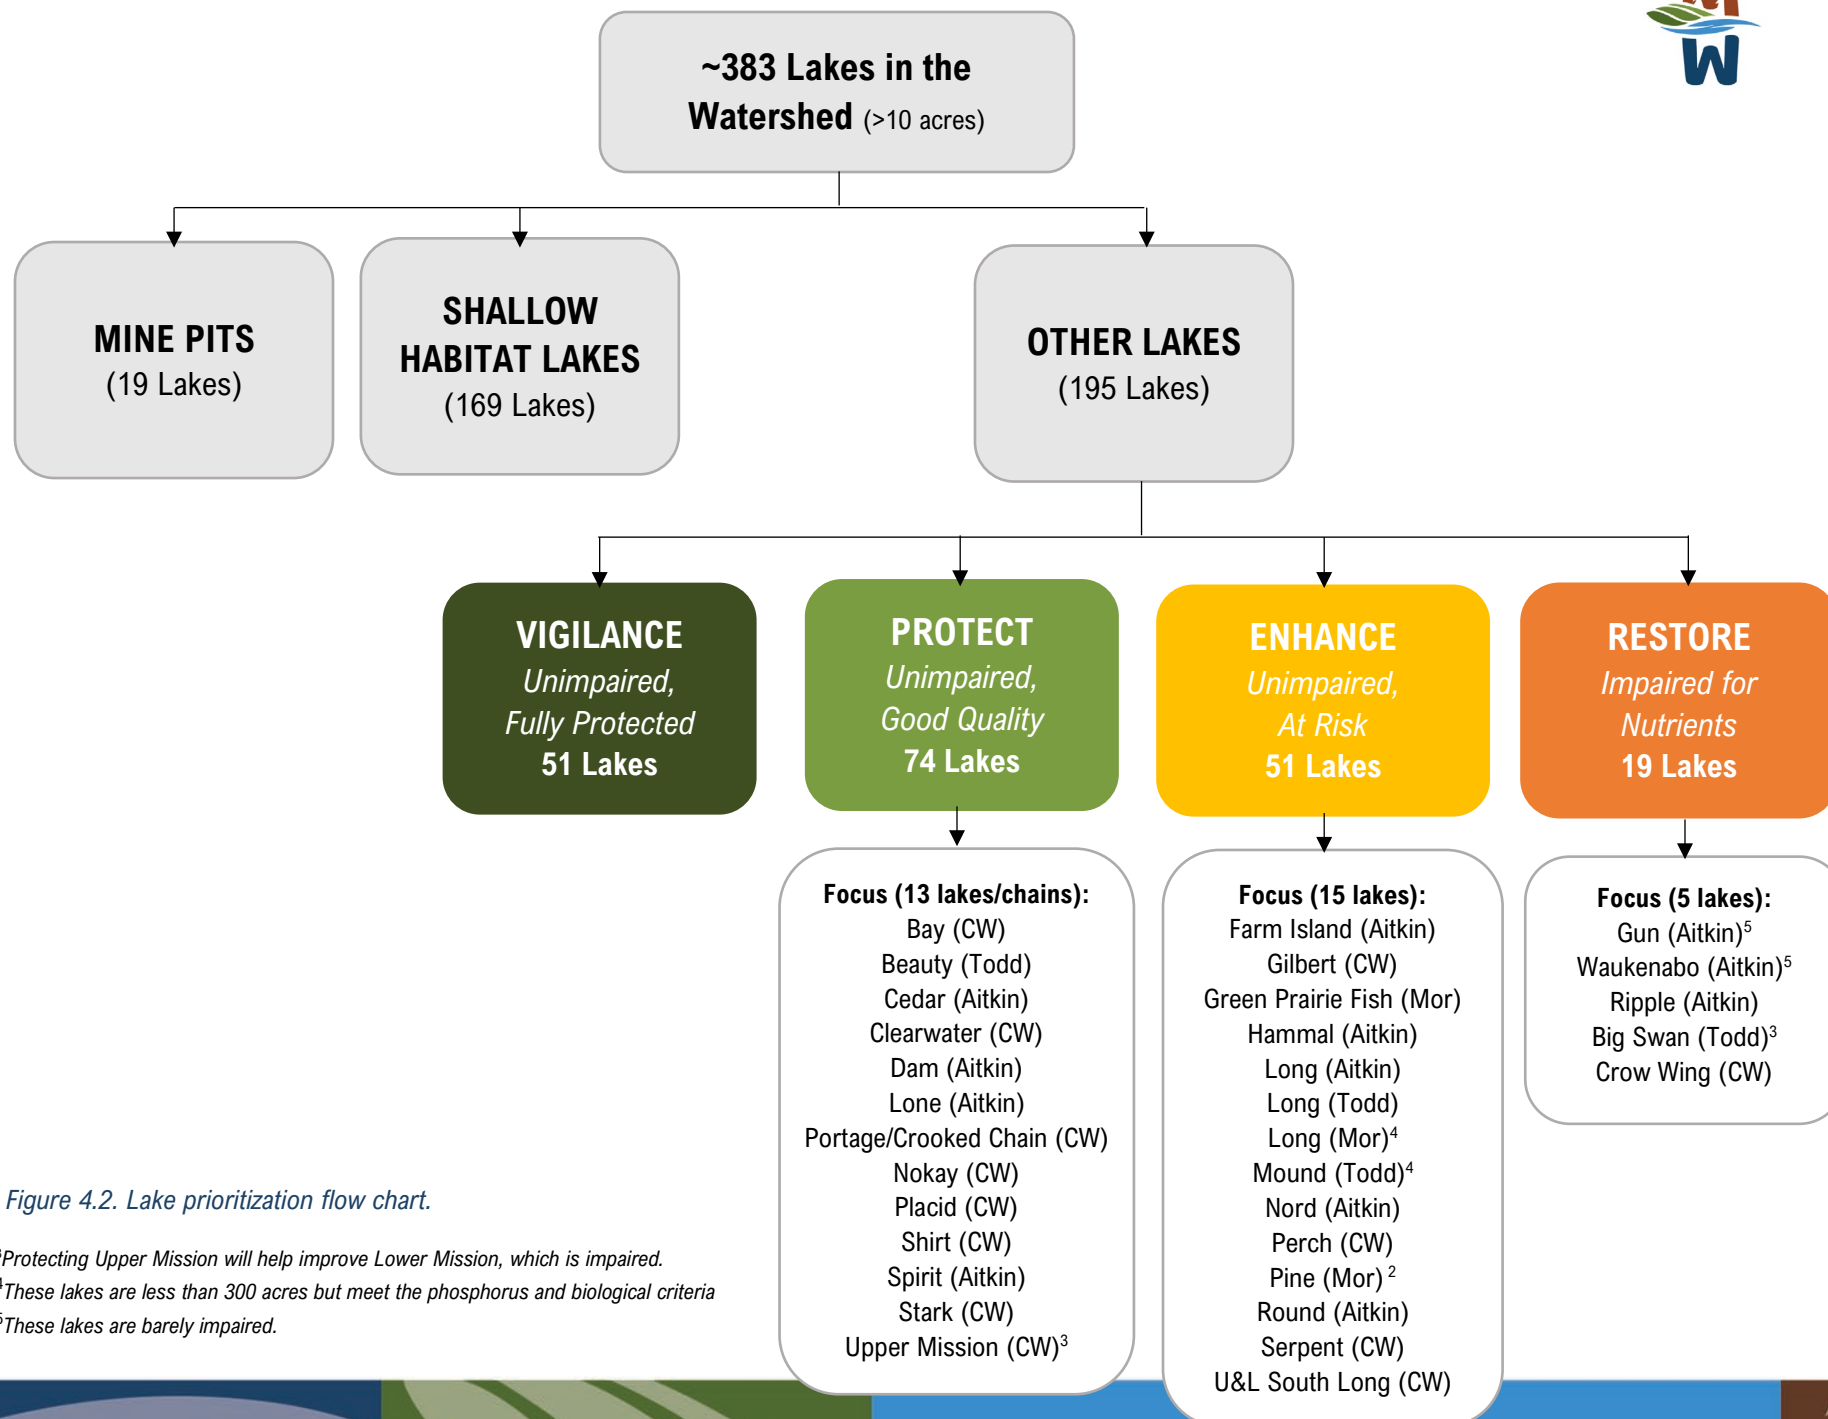 ~383 Lakes in the
Watershed (>10 acres)
MINE PITS
(19 Lakes)
SHALLOW
HABITAT LAKES
(169 Lakes)
OTHER LAKES
(195 Lakes)
VIGILANCE
Unimpaired,
Fully Protected
51 Lakes
PROTECT
Unimpaired,
Good Quality
74 Lakes
ENHANCE
Unimpaired,
At Risk
51 Lakes
RESTORE
Impaired for
Nutrients
19 Lakes
Focus (13 lakes/chains):
Bay (CW)
Beauty (Todd)
Cedar (Aitkin)
Clearwater (CW)
Dam (Aitkin)
Lone (Aitkin)
Portage/Crooked Chain (CW)
Nokay (CW)
Placid (CW)
Shirt (CW)
Spirit (Aitkin)
Stark (CW)
Upper Mission (CW)³
Focus (15 lakes):
Farm Island (Aitkin)
Gilbert (CW)
Green Prairie Fish (Mor)
Hammal (Aitkin)
Long (Aitkin)
Long (Todd)
Long (Mor)⁴
Mound (Todd)⁴
Nord (Aitkin)
Perch (CW)
Pine (Mor) ²
Round (Aitkin)
Serpent (CW)
U&L South Long (CW)
Focus (5 lakes):
Gun (Aitkin)⁵
Waukenabo (Aitkin)⁵
Ripple (Aitkin)
Big Swan (Todd)³
Crow Wing (CW)
Figure 4.2. Lake prioritization flow chart.
Protecting Upper Mission will help improve Lower Mission, which is impaired.
⁴These lakes are less than 300 acres but meet the phosphorus and biological criteria
⁵These lakes are barely impaired.
W